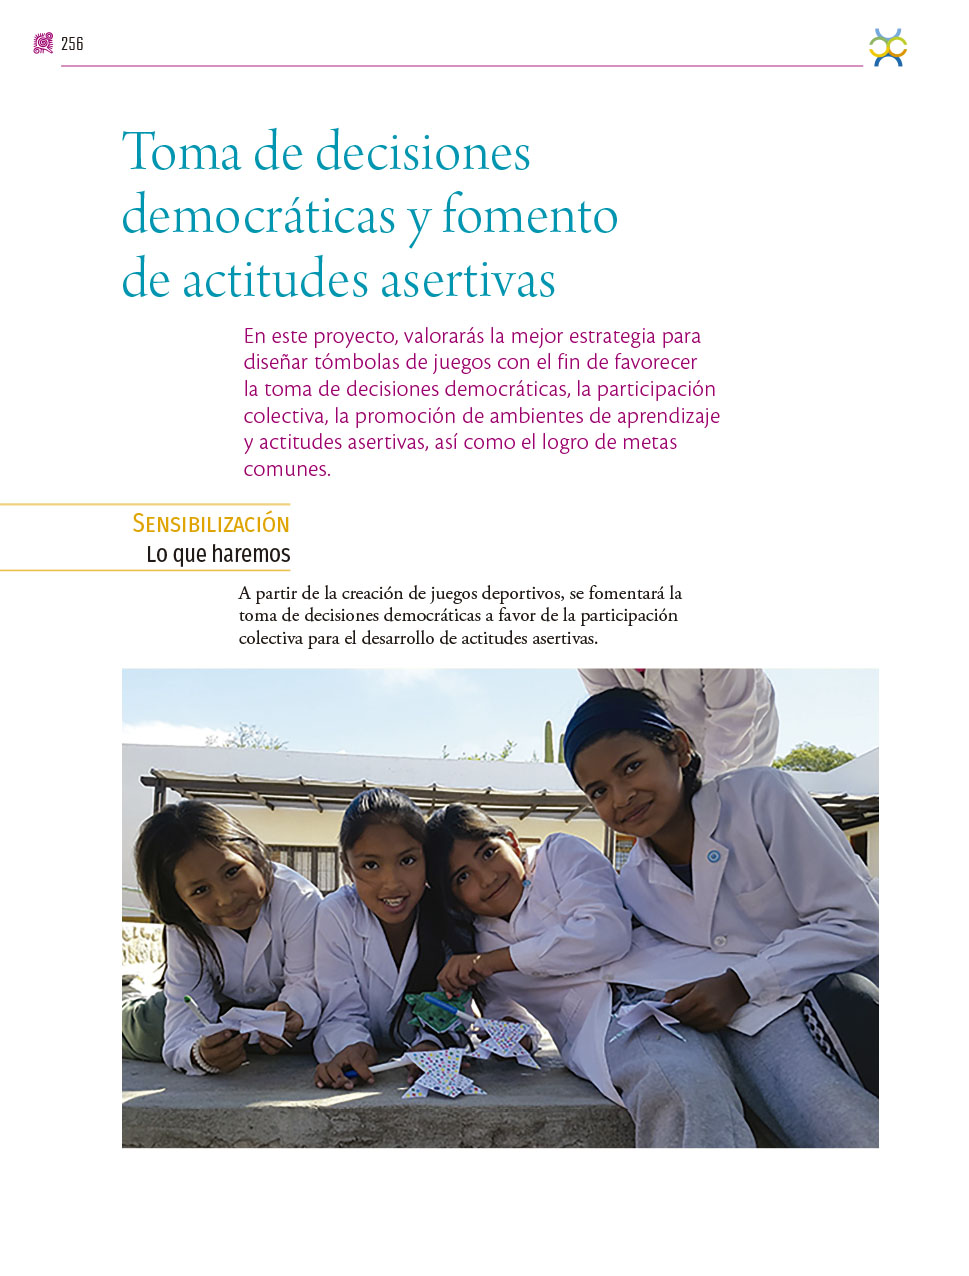 256
Toma de decisiones
democráticas y fomento
de actitudes asertivas
En este proyecto, valorarás la mejor estrategia para
diseñar tómbolas de juegos con el fin de favorecer
la toma de decisiones democráticas, la participación
colectiva, la promoción de ambientes de aprendizaje
y actitudes asertivas, así como el logro de metas
comunes.
Sensibilización
Lo que haremos
A partir de la creación de juegos deportivos, se fomentará la
toma de decisiones democráticas a favor de la participación
colectiva para el desarrollo de actitudes asertivas.